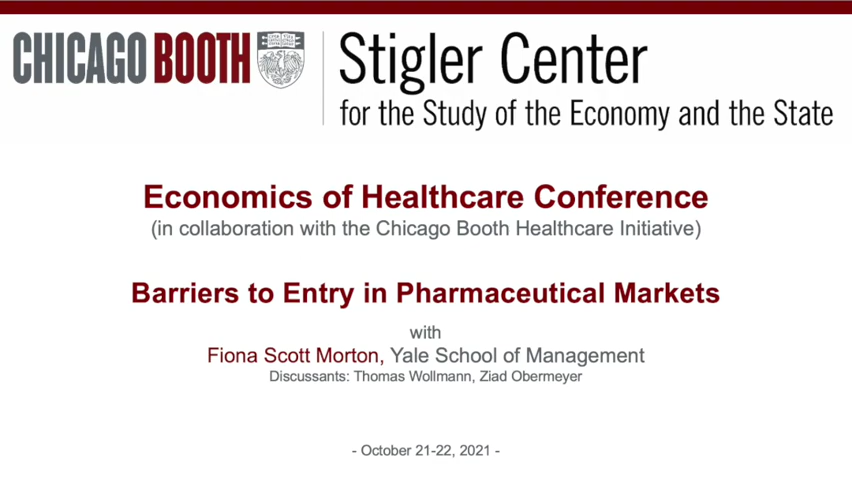 CHICAGO BOOTH
Stigler Center
for the Study of the Economy and the State
Economics of Healthcare Conference
(in collaboration with the Chicago Booth Healthcare Initiative)
Barriers to Entry in Pharmaceutical Markets
with
Fiona Scott Morton, Yale School of Management
Discussants: Thomas Wollmann, Ziad Obermeyer
- October 21-22, 2021 -